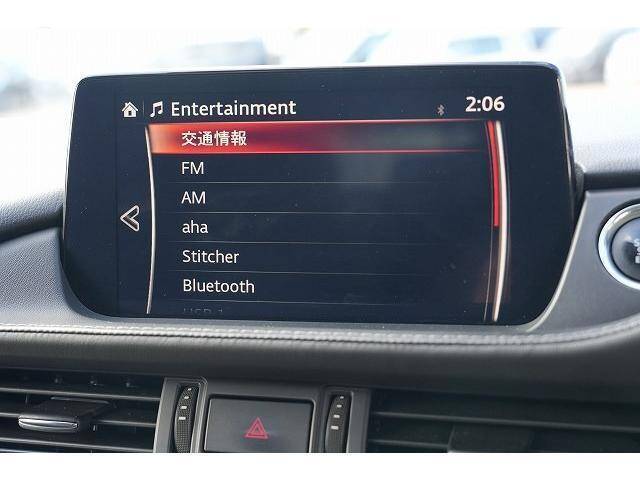 Entertainment 2:06
交通情報
FM
AM
aha
Stitcher
Bluetooth